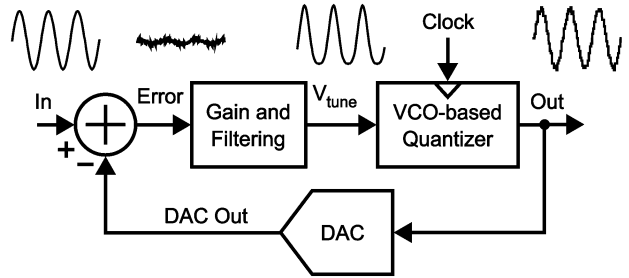 Clock
In
Error
Gain and
Filtering
Vtune
VCO-based
Quantizer
Out
+
−
DAC Out
DAC